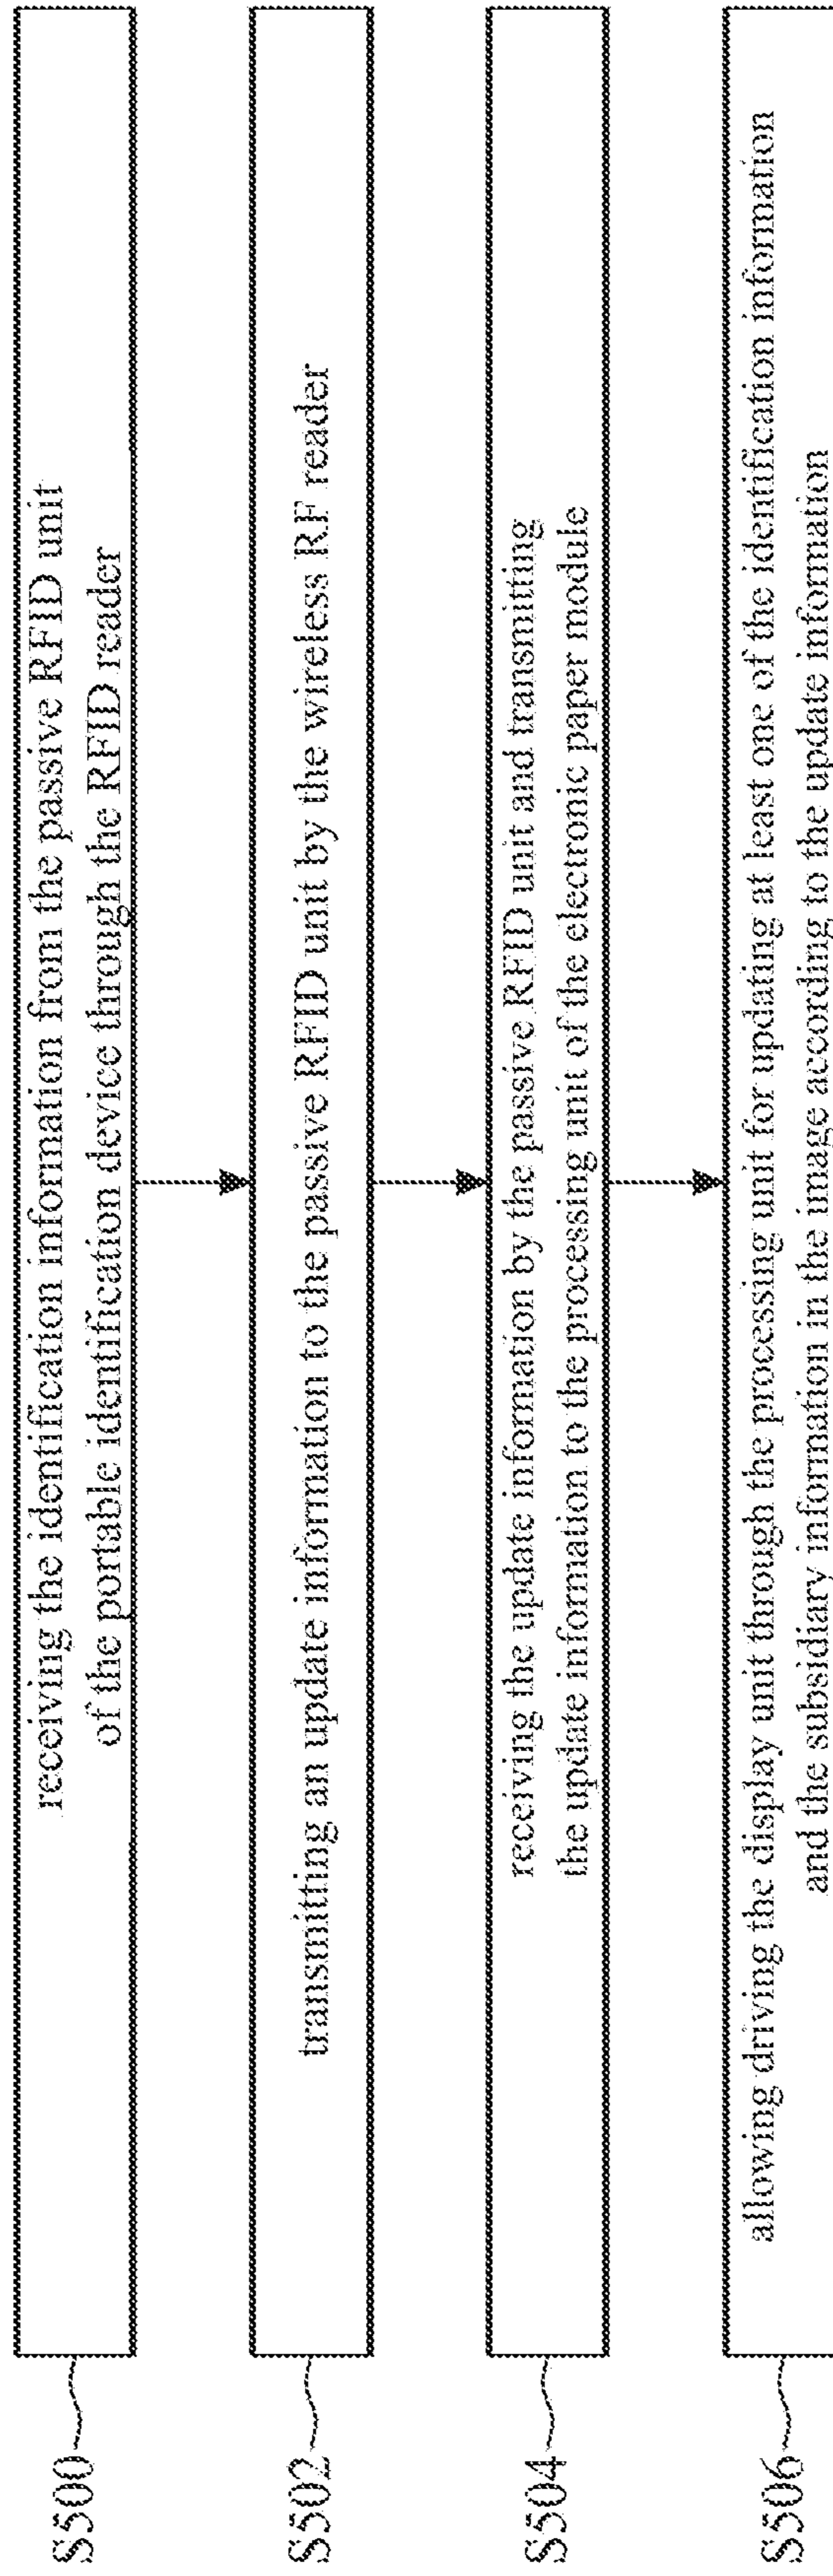 S500
receiving the identification information from the passive RFID unit
of the portable identification device through the RFID reader
S502
transmitting an update information to the passive RFID unit by the wireless RF reader
S504
receiving the update information by the passive RFID unit and transmitting
the update information to the processing unit of the electronic paper module
S506
allowing driving the display unit through the processing unit for updating at least one of the identification information
and the subsidiary information in the image according to the update information